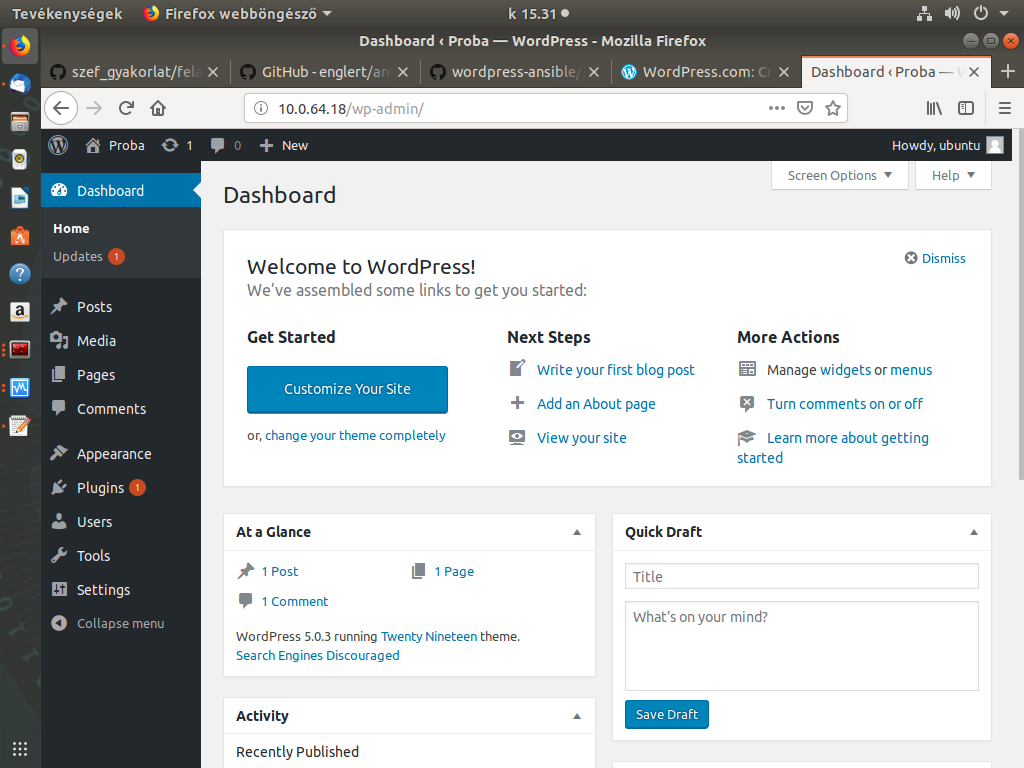 Tevékenységek Firefox webböngésző k 15.31
Dashboard ‹ Proba — WordPress - Mozilla Firefox
szef_gyakorlat/fela GitHub - englert/an wordpress-ansible/ WordPress.com: Cr Dashboard ‹ Proba — W
10.0.64.18/wp-admin/
Proba 1 0 New Howdy, ubuntu
Dashboard
Home
Updates 1
Posts
Media
Pages
Comments
Appearance
Plugins 1
Users
Tools
Settings
Collapse menu
Screen Options Help
Dashboard
Welcome to WordPress!
Dismiss
We've assembled some links to get you started:
Get Started
Customize Your Site
or, change your theme completely
Next Steps
Write your first blog post
Add an About page
View your site
More Actions
Manage widgets or menus
Turn comments on or off
Learn more about getting
started
At a Glance
1 Post 1 Page
1 Comment
WordPress 5.0.3 running Twenty Nineteen theme.
Search Engines Discouraged
Activity
Recently Published
Quick Draft
Title
What's on your mind?
Save Draft